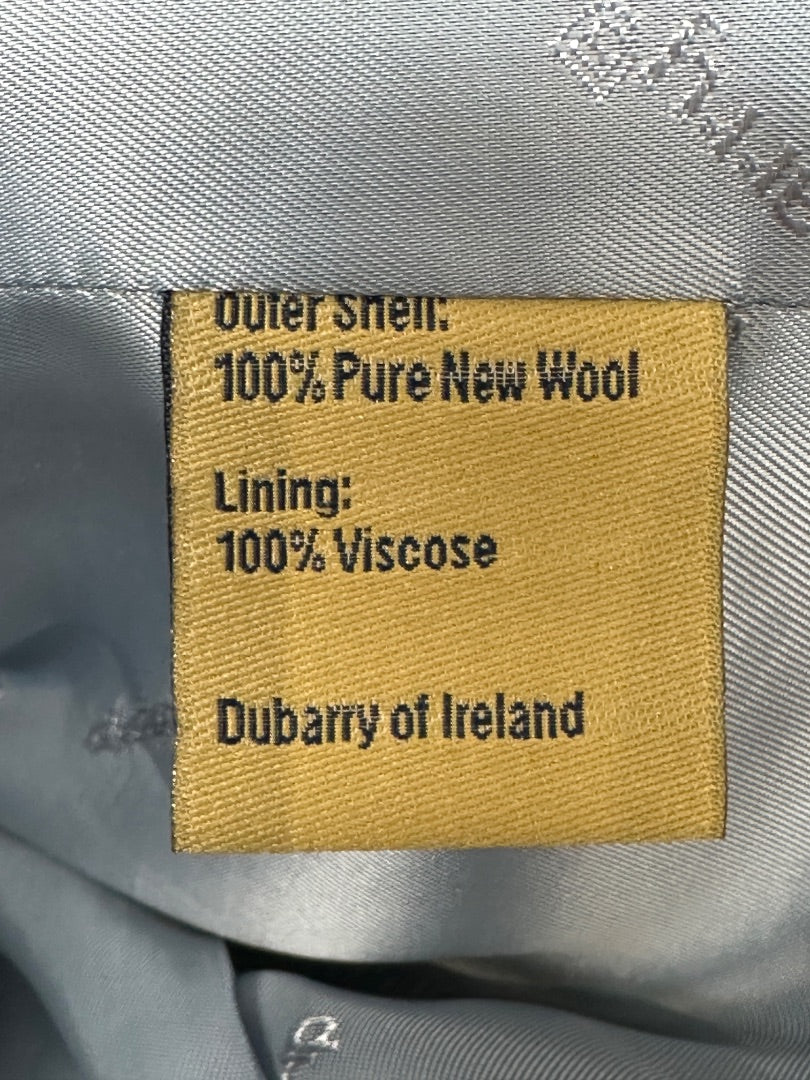 Outer Shell:
100% Pure New Wool
Lining:
100% Viscose
Dubarry of Ireland